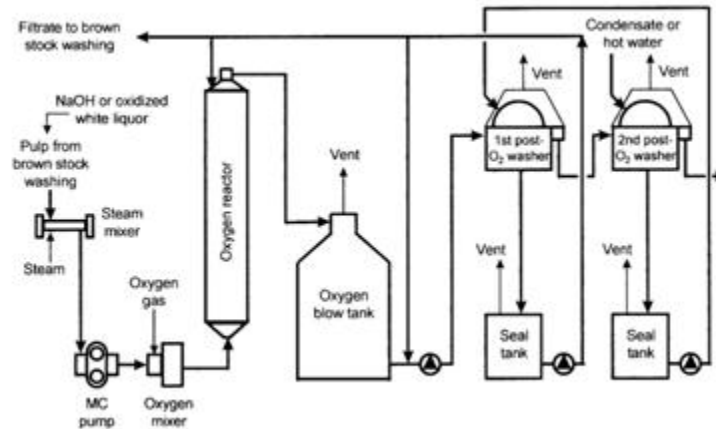 Filtrate to brown
stock washing
NaOH or oxidized
white liquor
Pulp from
brown stock
washing
Steam
mixer
Steam
Oxygen
gas
MC
pump
Oxygen
mixer
Oxygen reactor
Vent
Oxygen
blow tank
Vent
1st post-
O₂ washer
Vent
Seal
tank
Condensate or
hot water
Vent
2nd post-
O₂ washer
Vent
Seal
tank